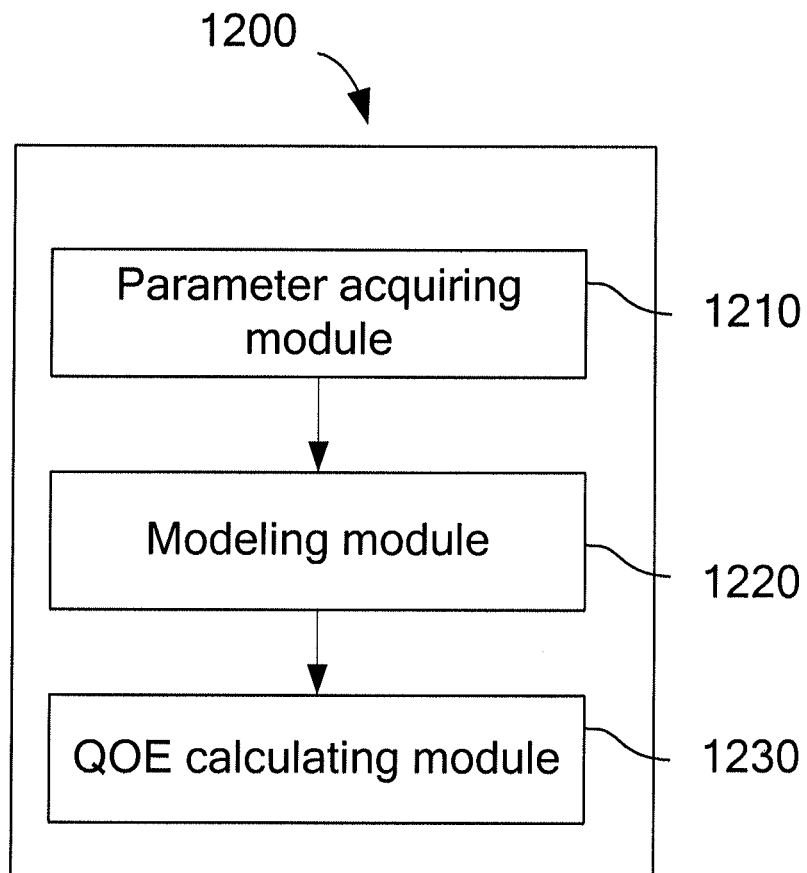 1200
Parameter acquiring
module
1210
Modeling module
1220
QOE calculating module
1230